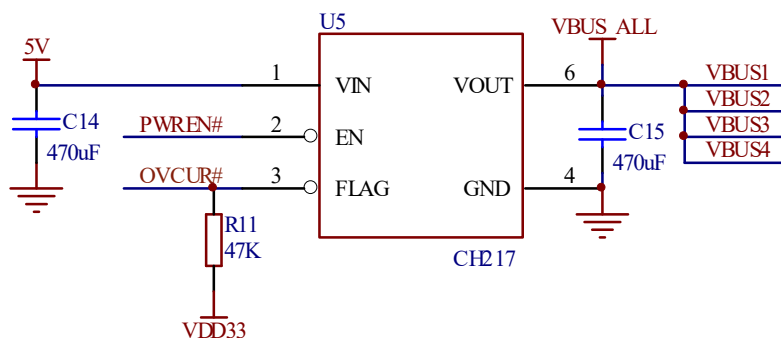 U5
VBUS_ALL
5V
1 VIN VOUT 6
VBUS1
C14
470uF
VBUS2
PWREN# 2 EN
C15
470uF
VBUS3
VBUS4
OVCUR# 3 FLAG GND 4
R11
47K
CH217
VDD33